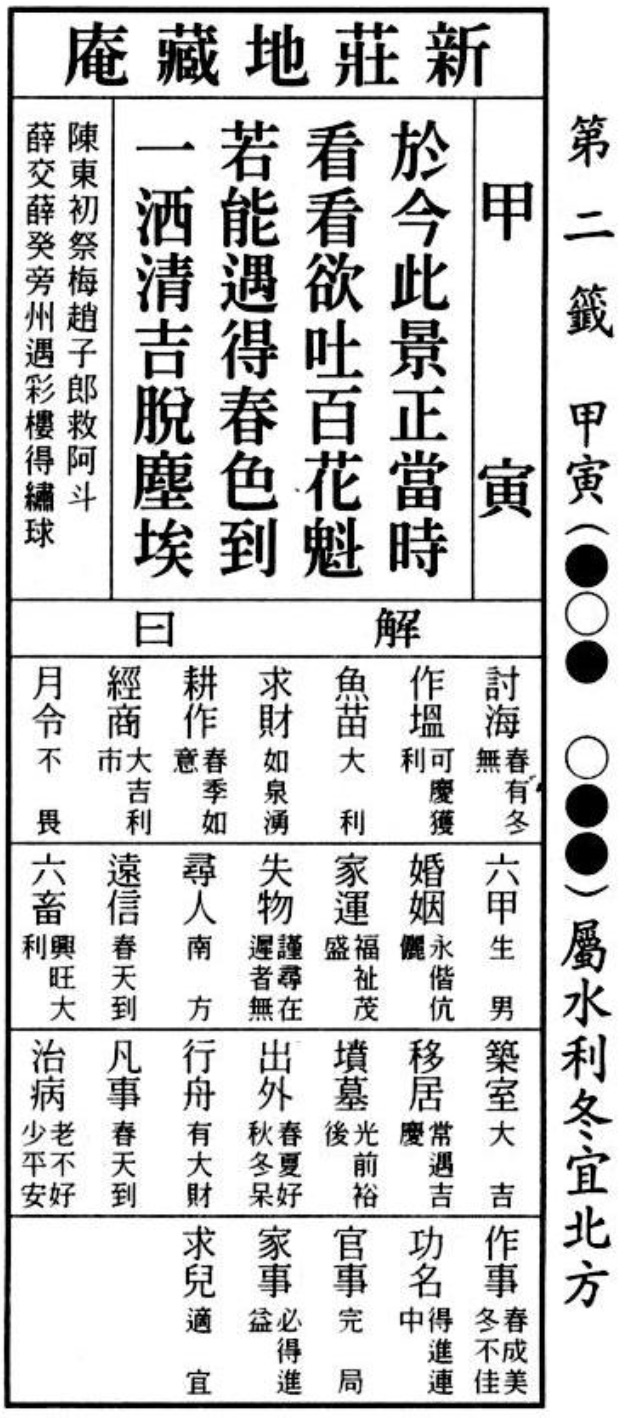 第二籤 甲寅(●○● ○●●)屬水利冬宜北方
新莊地藏庵
甲寅
於今此景正當時
看看欲吐百花魁
若能遇得春色到
一洒清吉脫塵埃
陳東初祭梅趙子郎救阿斗
薛交薛癸旁州遇彩樓得繡球
解曰
討海 春有冬無
作塭 可慶獲利
魚苗 大利
求財 如泉湧
耕作 春季如意
經商 大吉利市
月令 不畏
六甲 生男
婚姻 永偕伉儷
家運 福祉茂盛
失物 謹尋在遲者無
尋人 南方
遠信 春天到
六畜 興旺大利
築室 大吉
移居 常遇吉慶
墳墓 光前裕後
出外 春夏好秋冬呆
行舟 有大財
凡事 春天到
治病 老不好少平安
作事 春成美冬不佳
功名 得進連中
官事 完局
家事 必得進益
求兒 適宜